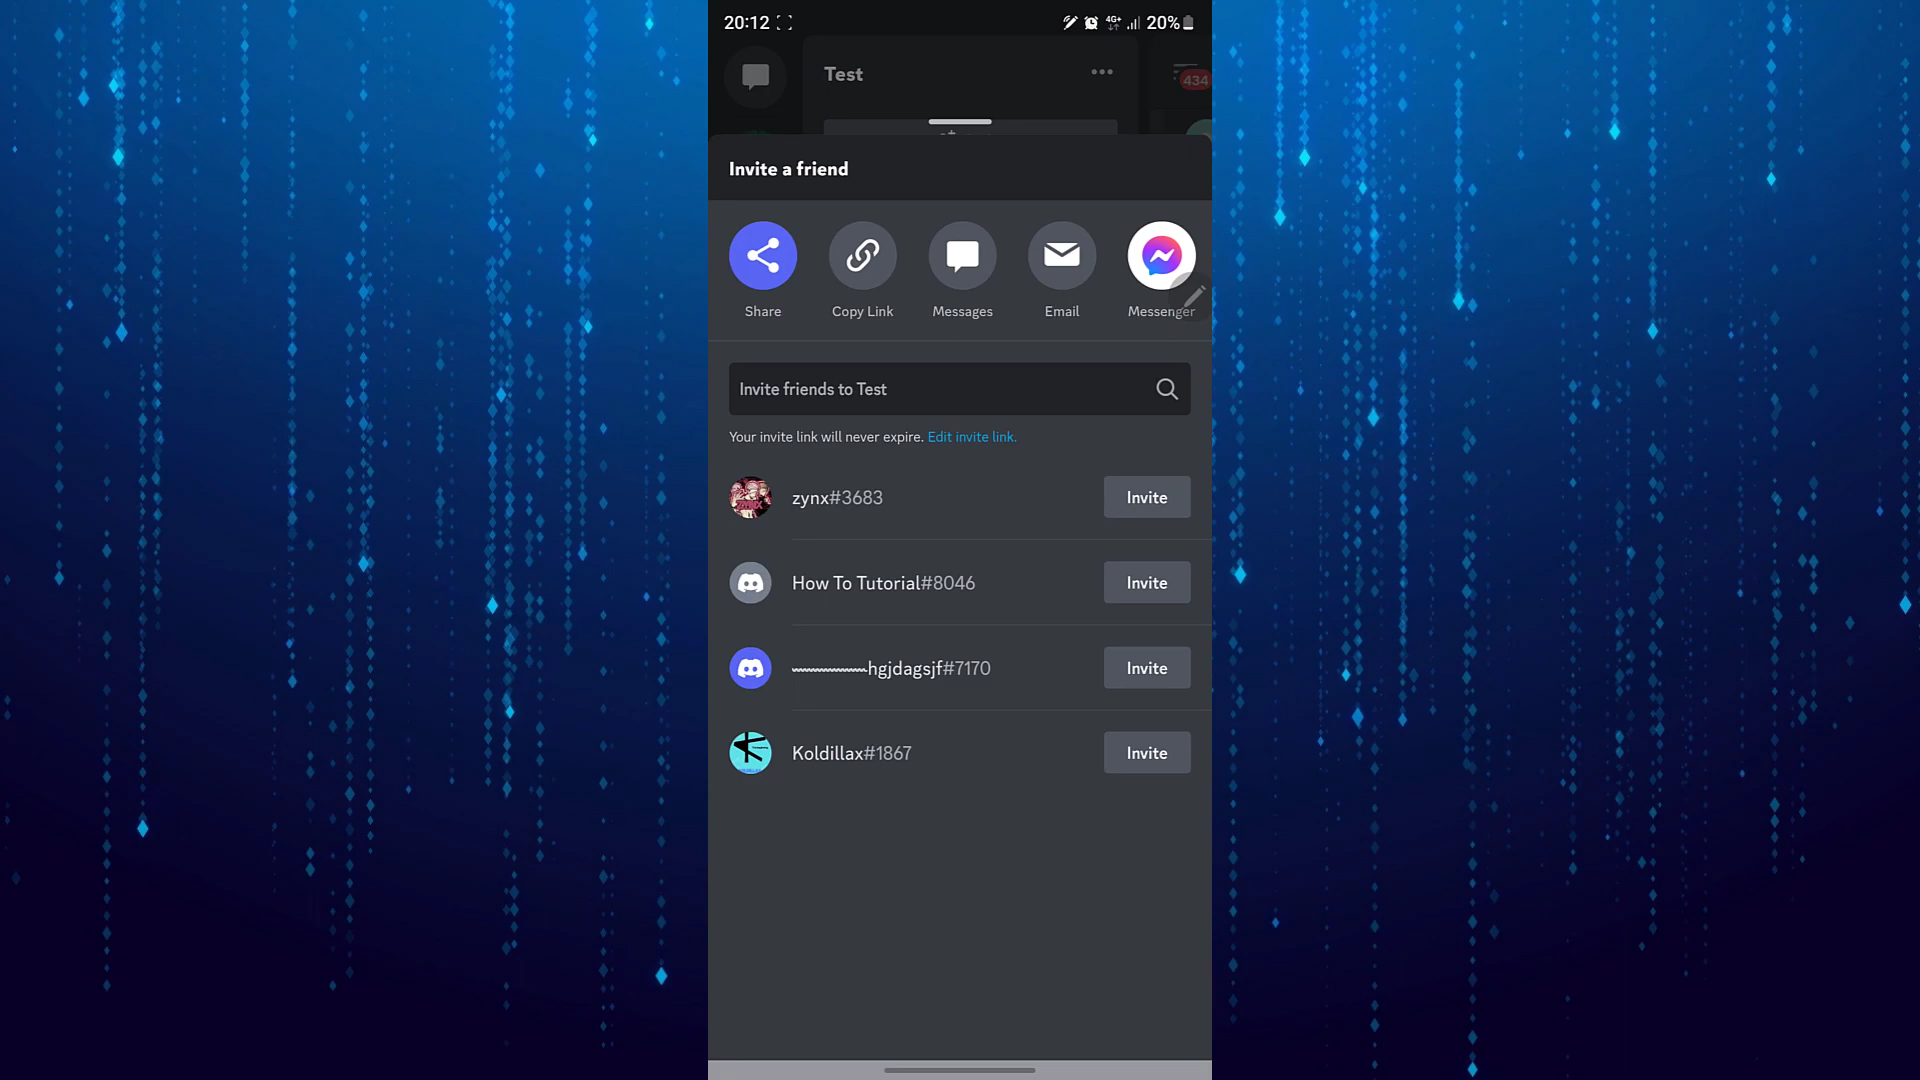 20:12 4G+ 20%
Test
434
Invite a friend
Share Copy Link Messages Email Messenger
Invite friends to Test
Your invite link will never expire. Edit invite link.
zynx#3683 Invite
How To Tutorial#8046 Invite
hgjdagsjf#7170 Invite
Koldillax#1867 Invite